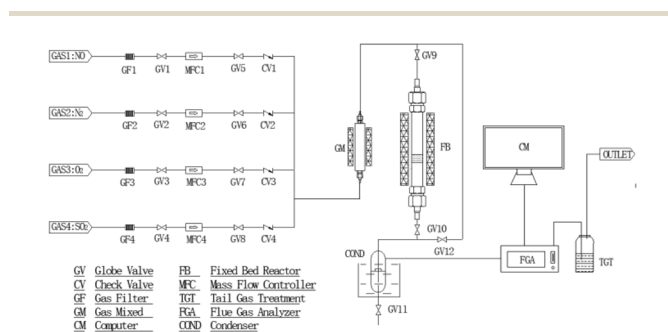 GAS1:NO
GF1 GV1 MFC1 GV5 CV1
GAS2:N₂
GF2 GV2 MFC2 GV6 CV2
GAS3:O₂
GF3 GV3 MFC3 GV7 CV3
GAS4:SO₂
GF4 GV4 MFC4 GV8 CV4
GV9
GM
FB
CM
OUTLET
GV10
GV12
COND
FGA
TGT
GV11
GV Globe Valve FB Fixed Bed Reactor
CV Check Valve MFC Mass Flow Controller
GF Gas Filter TGT Tail Gas Treatment
GM Gas Mixed FGA Flue Gas Analyzer
CM Computer COND Condenser